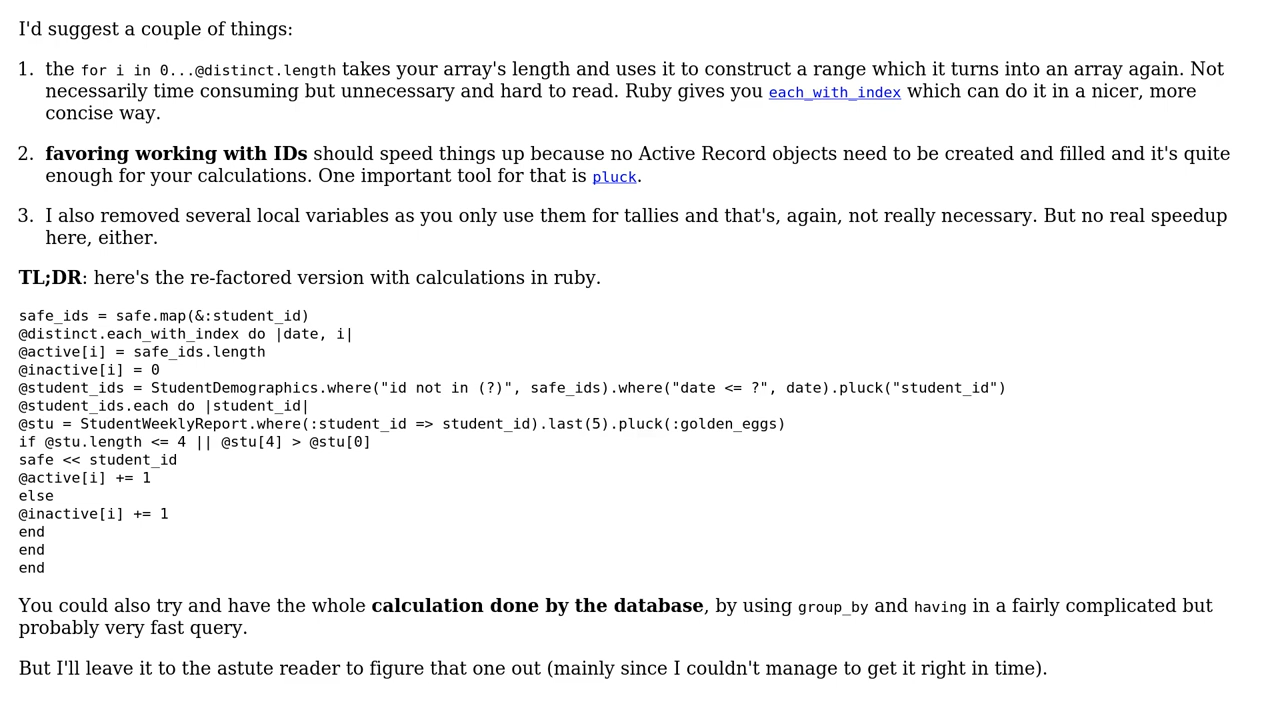 I'd suggest a couple of things:
1. the for i in 0...@distinct.length takes your array's length and uses it to construct a range which it turns into an array again. Not
necessarily time consuming but unnecessary and hard to read. Ruby gives you each_with_index which can do it in a nicer, more
concise way.
2. favoring working with IDs should speed things up because no Active Record objects need to be created and filled and it's quite
enough for your calculations. One important tool for that is pluck.
3. I also removed several local variables as you only use them for tallies and that's, again, not really necessary. But no real speedup
here, either.
TL;DR: here's the re-factored version with calculations in ruby.
safe_ids = safe.map(&:student_id)
@distinct.each_with_index do |date, i|
@active[i] = safe_ids.length
@inactive[i] = 0
@student_ids = StudentDemographics.where("id not in (?)", safe_ids).where("date <= ?", date).pluck("student_id")
@student_ids.each do |student_id|
@stu = StudentWeeklyReport.where(:student_id => student_id).last(5).pluck(:golden_eggs)
if @stu.length <= 4 || @stu[4] > @stu[0]
safe << student_id
@active[i] += 1
else
@inactive[i] += 1
end
end
end
You could also try and have the whole calculation done by the database, by using group_by and having in a fairly complicated but
probably very fast query.
But I'll leave it to the astute reader to figure that one out (mainly since I couldn't manage to get it right in time).